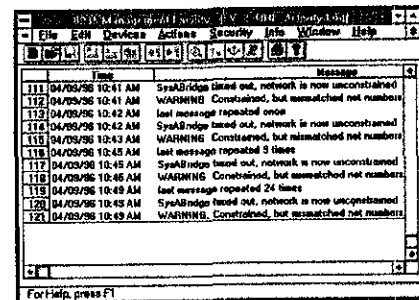 File Edit Devices Actions Security Info Window Help
Time Message
111 04/09/96 10:41 AM SysABridge timed out, network is now unconstrained
112 04/09/96 10:41 AM WARNING: Constrained, but mismatched net numbers
113 04/09/96 10:42 AM last message repeated once
114 04/09/96 10:42 AM SysABridge timed out, network is now unconstrained
115 04/09/96 10:43 AM WARNING: Constrained, but mismatched net numbers
116 04/09/96 10:45 AM last message repeated 9 times
117 04/09/96 10:45 AM SysABridge timed out, network is now unconstrained
118 04/09/96 10:45 AM WARNING: Constrained, but mismatched net numbers
119 04/09/96 10:49 AM last message repeated 24 times
120 04/09/96 10:49 AM SysABridge timed out, network is now unconstrained
121 04/09/96 10:49 AM WARNING: Constrained, but mismatched net numbers
For Help, press F1